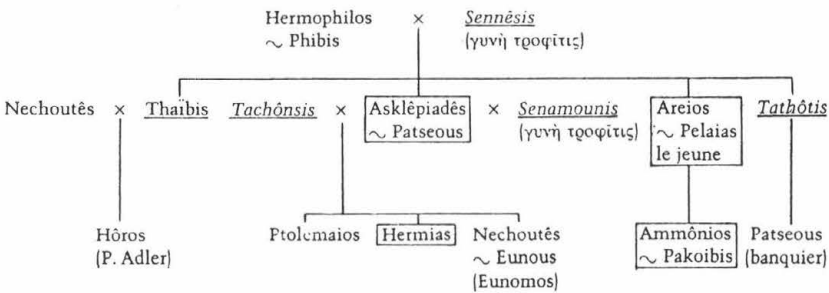 Hermophilos × Sennêsis
~ Phibis (γυνὴ τροφῖτις)
Nechoutês × Thaïbis Tachônsis × Asklêpiadês × Senamounis Areios Tathôtis
~ Patseous (γυνὴ τροφῖτις) ~ Pelaias
le jeune
Hôros Ptolemaios Hermias Nechoutês Ammônios Patseous
(P. Adler) ~ Eunous ~ Pakoibis (banquier)
(Eunomos)